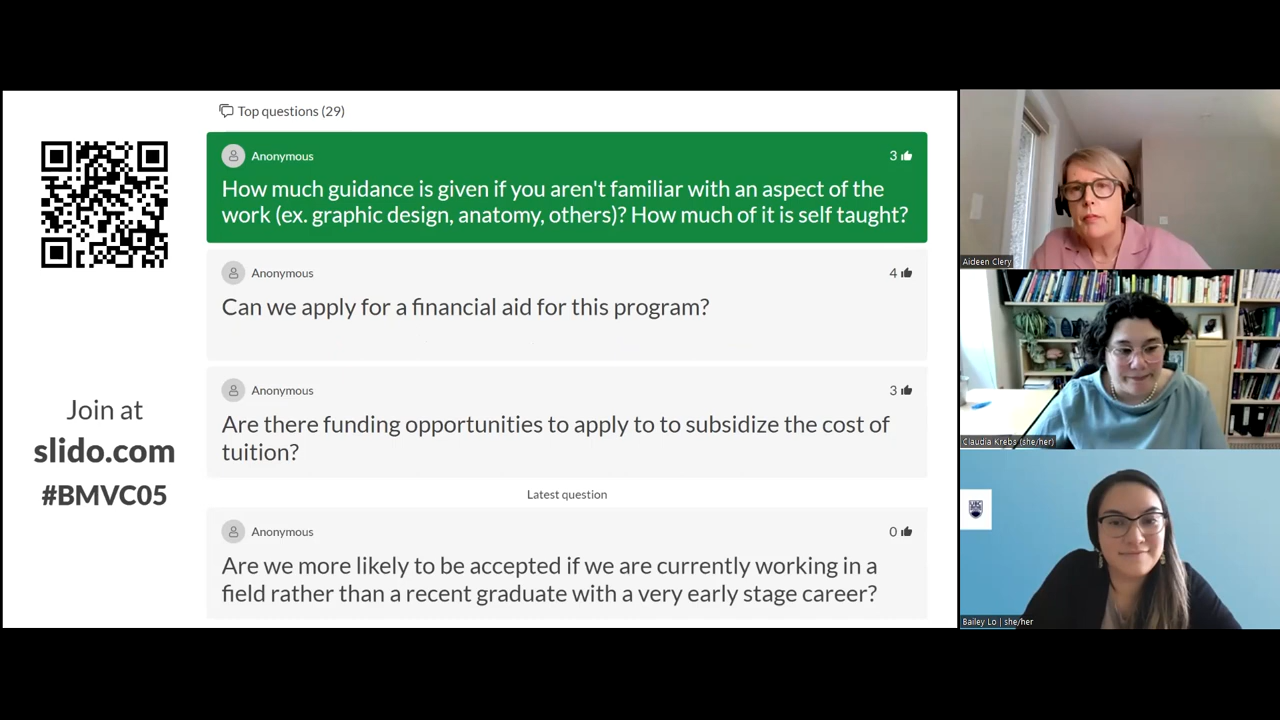 Top questions (29)
Anonymous
3
How much guidance is given if you aren't familiar with an aspect of the
work (ex. graphic design, anatomy, others)? How much of it is self taught?
Anonymous
4
Can we apply for a financial aid for this program?
Anonymous
3
Are there funding opportunities to apply to to subsidize the cost of
tuition?
Latest question
Anonymous
0
Are we more likely to be accepted if we are currently working in a
field rather than a recent graduate with a very early stage career?
Join at
slido.com
#BMVC05
Aideen Clery
Claudia Krebs (she/her)
UBC
Bailey Lo | she/her